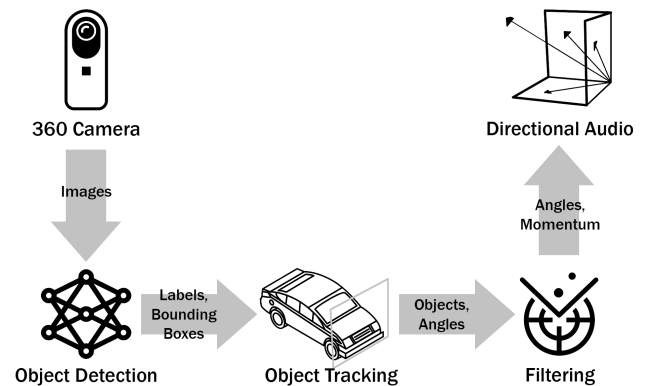 360 Camera
Directional Audio
Images
Angles,
Momentum
Labels,
Bounding
Boxes
Objects,
Angles
Object Detection
Object Tracking
Filtering